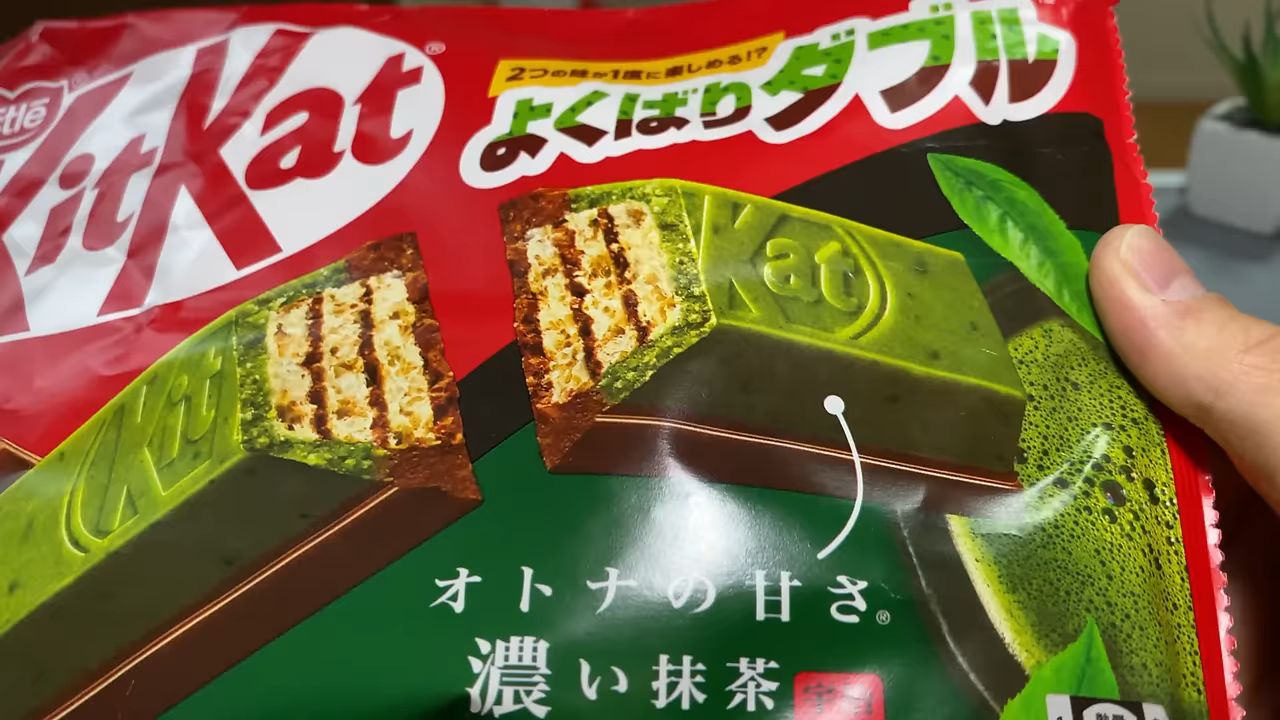 Nestlé
KitKat®
2つの味が1度に楽しめる!?
よくばりダブル
Kat
Kit
オトナの甘さ®
濃い抹茶